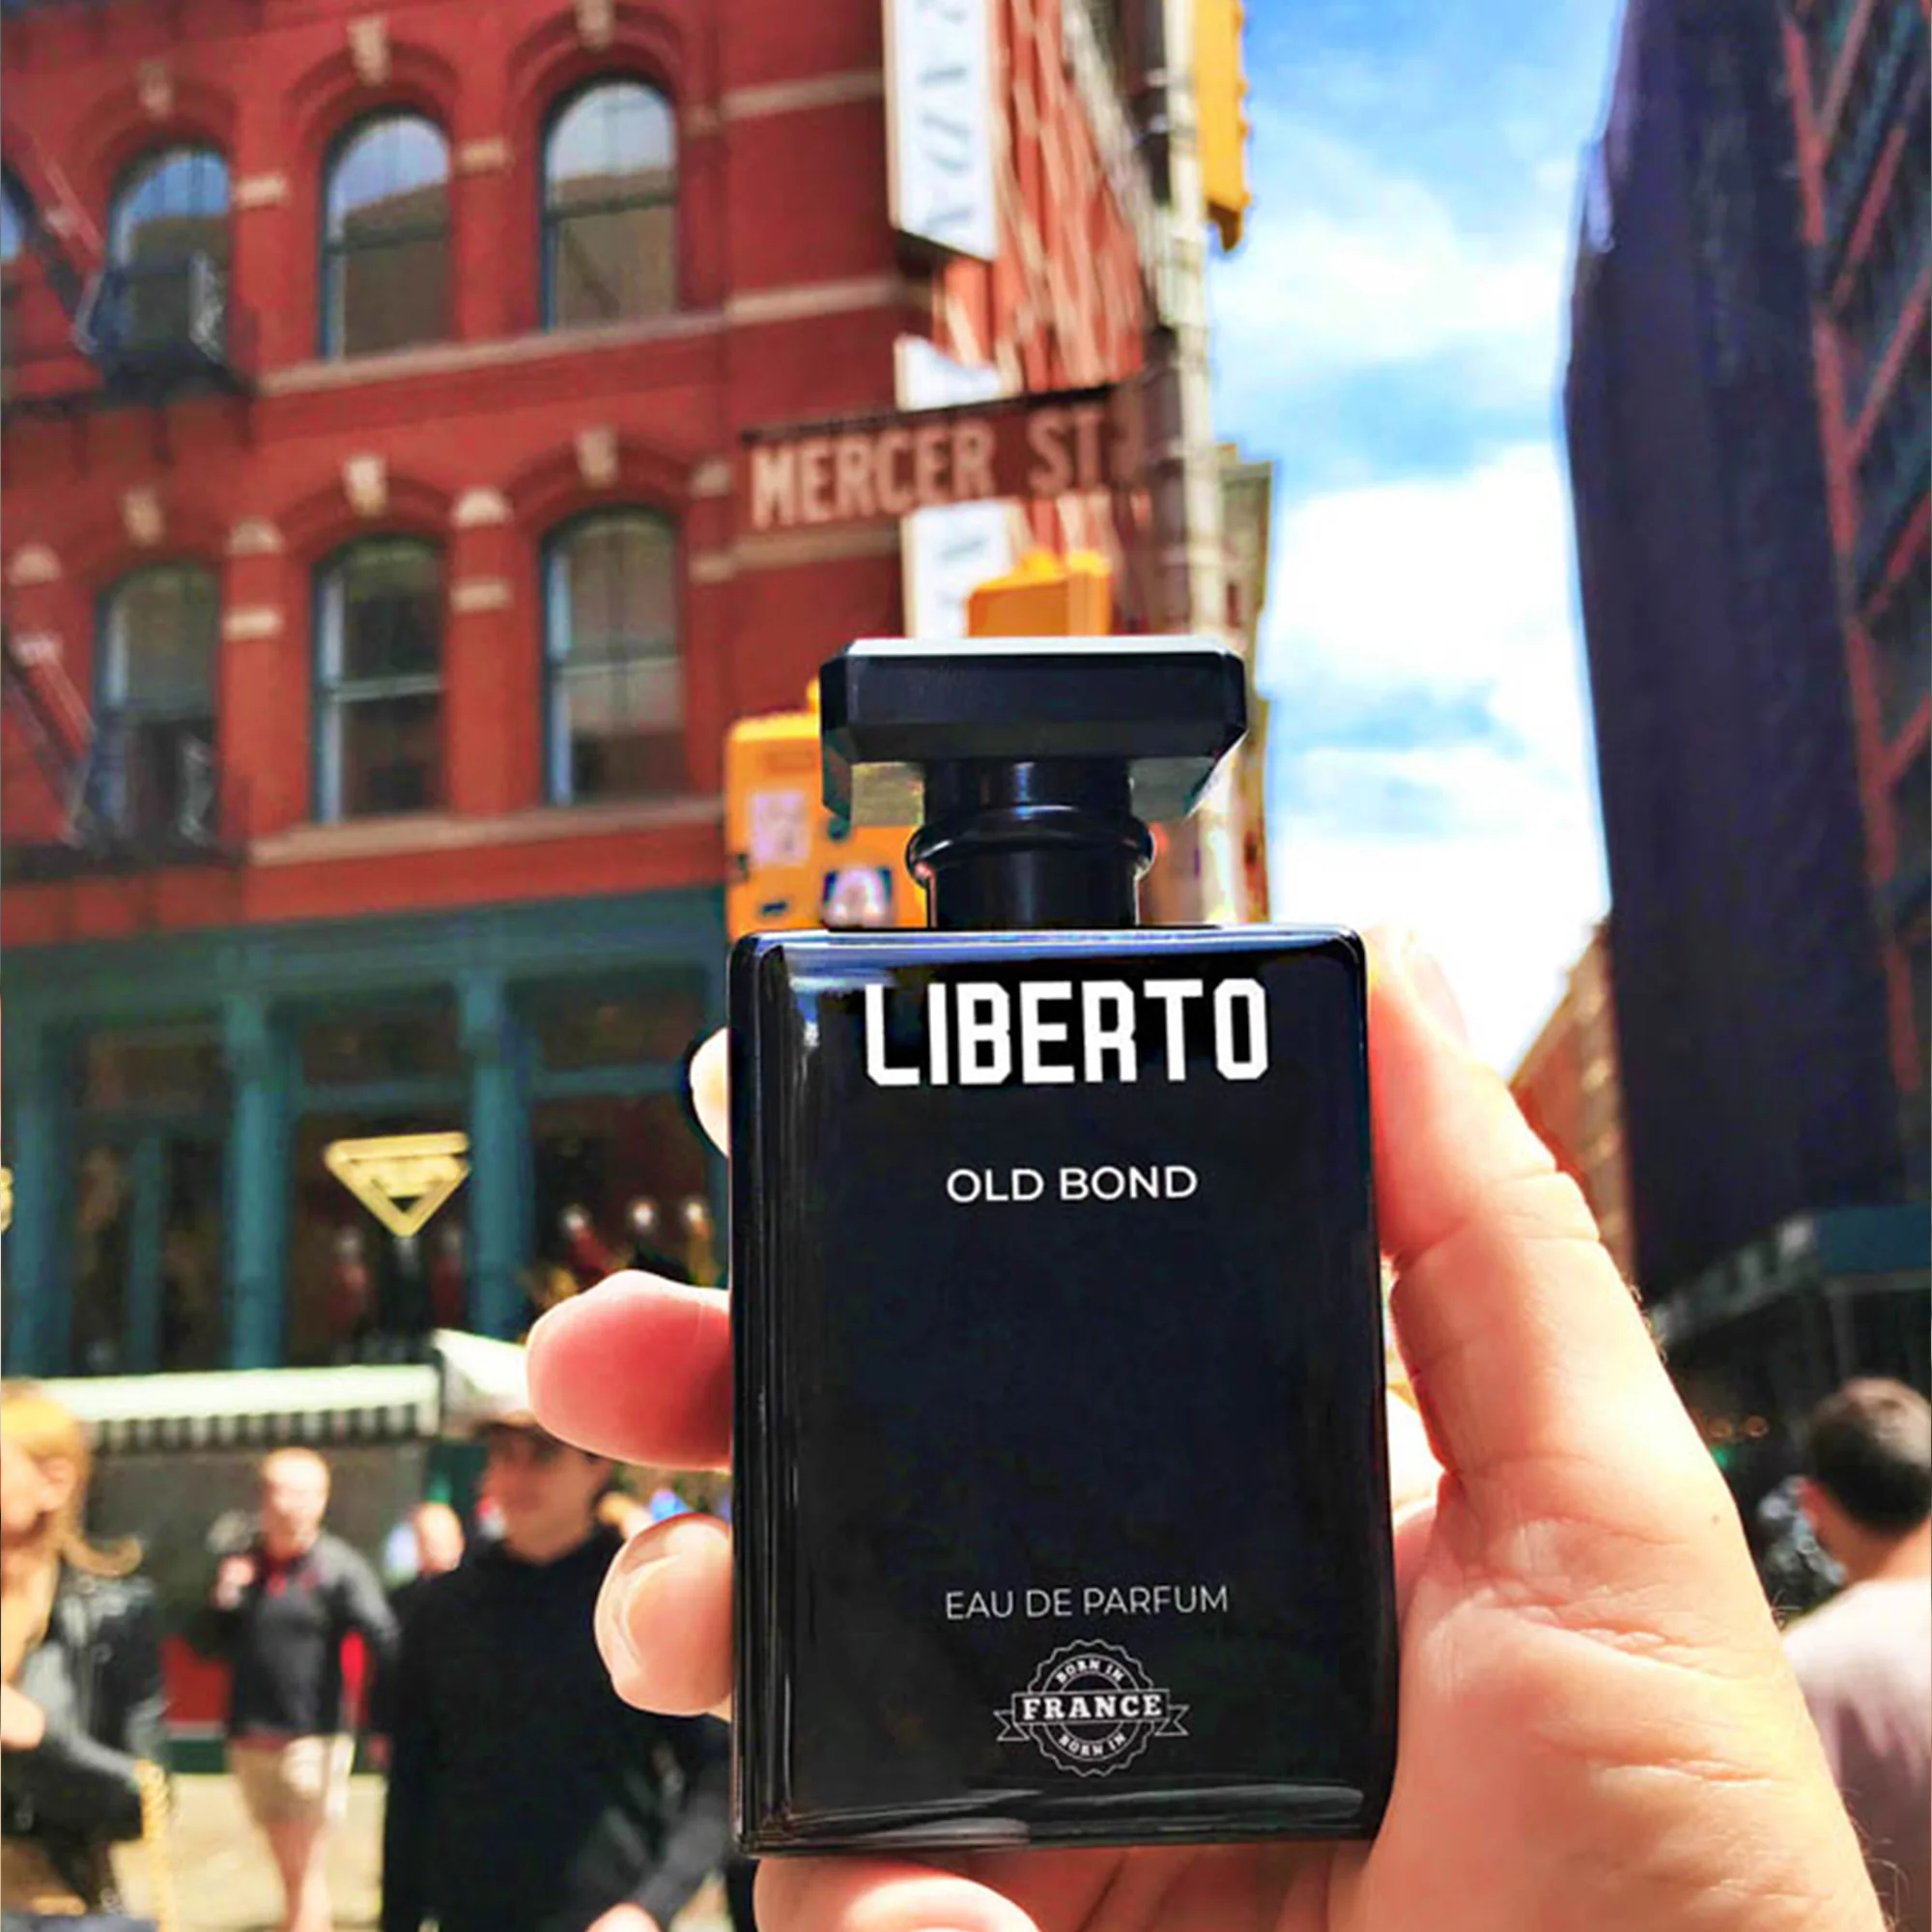 MERCER ST
LIBERTO
OLD BOND
EAU DE PARFUM
BORN IN
FRANCE
BORN IN